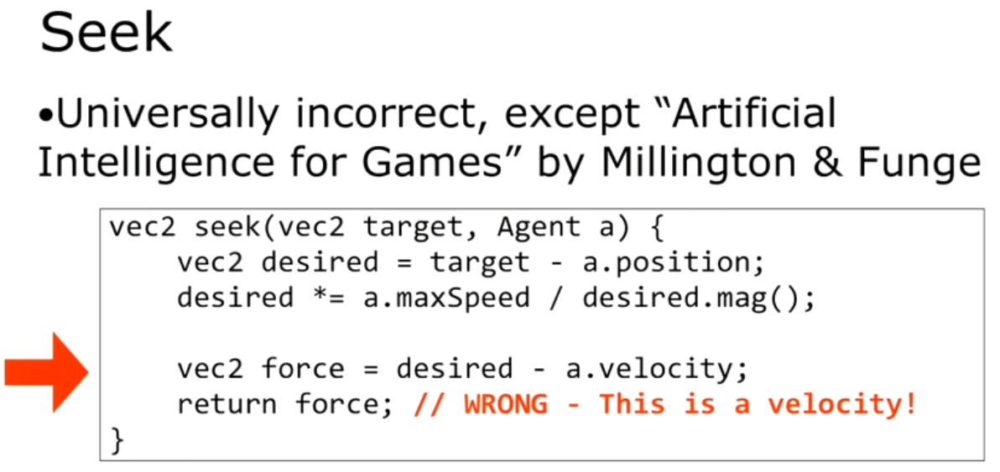 Seek
•Universally incorrect, except “Artificial
Intelligence for Games” by Millington & Funge
vec2 seek(vec2 target, Agent a) {
    vec2 desired = target - a.position;
    desired *= a.maxSpeed / desired.mag();
    vec2 force = desired - a.velocity;
    return force; // WRONG - This is a velocity!
}